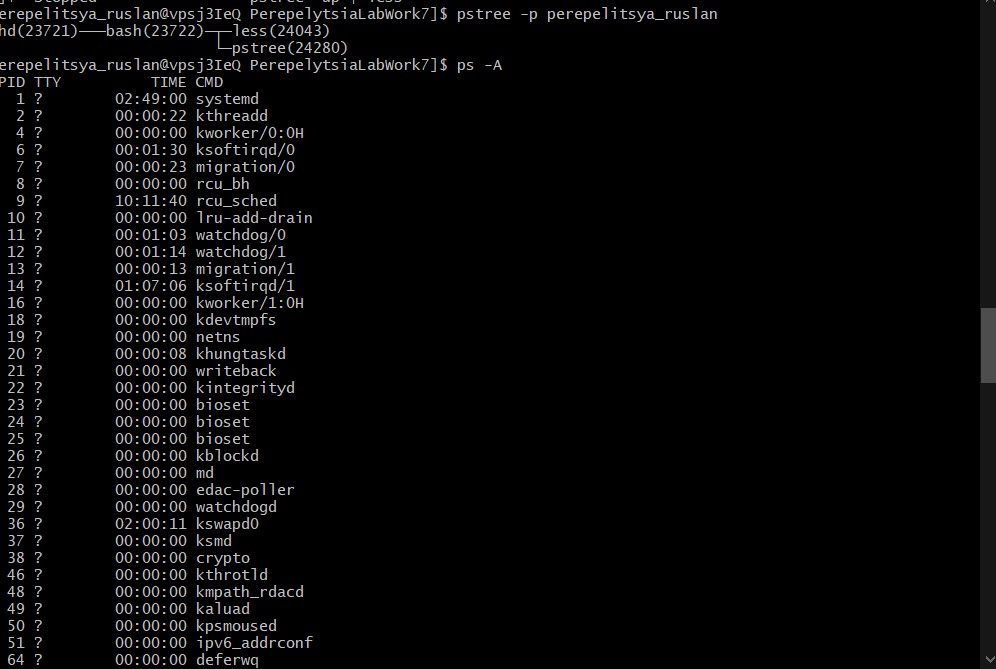 pstree -ap | less
perepelitsya_ruslan@vpsj3IeQ PerepelytsiaLabWork7]$ pstree -p perepelitsya_ruslan
hd(23721)───bash(23722)─┬─less(24043)
└─pstree(24280)
erepelitsya_ruslan@vpsj3IeQ PerepelytsiaLabWork7]$ ps -A
PID TTY TIME CMD
1 ? 02:49:00 systemd
2 ? 00:00:22 kthreadd
4 ? 00:00:00 kworker/0:0H
6 ? 00:01:30 ksoftirqd/0
7 ? 00:00:23 migration/0
8 ? 00:00:00 rcu_bh
9 ? 10:11:40 rcu_sched
10 ? 00:00:00 lru-add-drain
11 ? 00:01:03 watchdog/0
12 ? 00:01:14 watchdog/1
13 ? 00:00:13 migration/1
14 ? 01:07:06 ksoftirqd/1
16 ? 00:00:00 kworker/1:0H
18 ? 00:00:00 kdevtmpfs
19 ? 00:00:00 netns
20 ? 00:00:08 khungtaskd
21 ? 00:00:00 writeback
22 ? 00:00:00 kintegrityd
23 ? 00:00:00 bioset
24 ? 00:00:00 bioset
25 ? 00:00:00 bioset
26 ? 00:00:00 kblockd
27 ? 00:00:00 md
28 ? 00:00:00 edac-poller
29 ? 00:00:00 watchdogd
36 ? 02:00:11 kswapd0
37 ? 00:00:00 ksmd
38 ? 00:00:00 crypto
46 ? 00:00:00 kthrotld
48 ? 00:00:00 kmpath_rdacd
49 ? 00:00:00 kaluad
50 ? 00:00:00 kpsmoused
51 ? 00:00:00 ipv6_addrconf
64 ? 00:00:00 deferwq